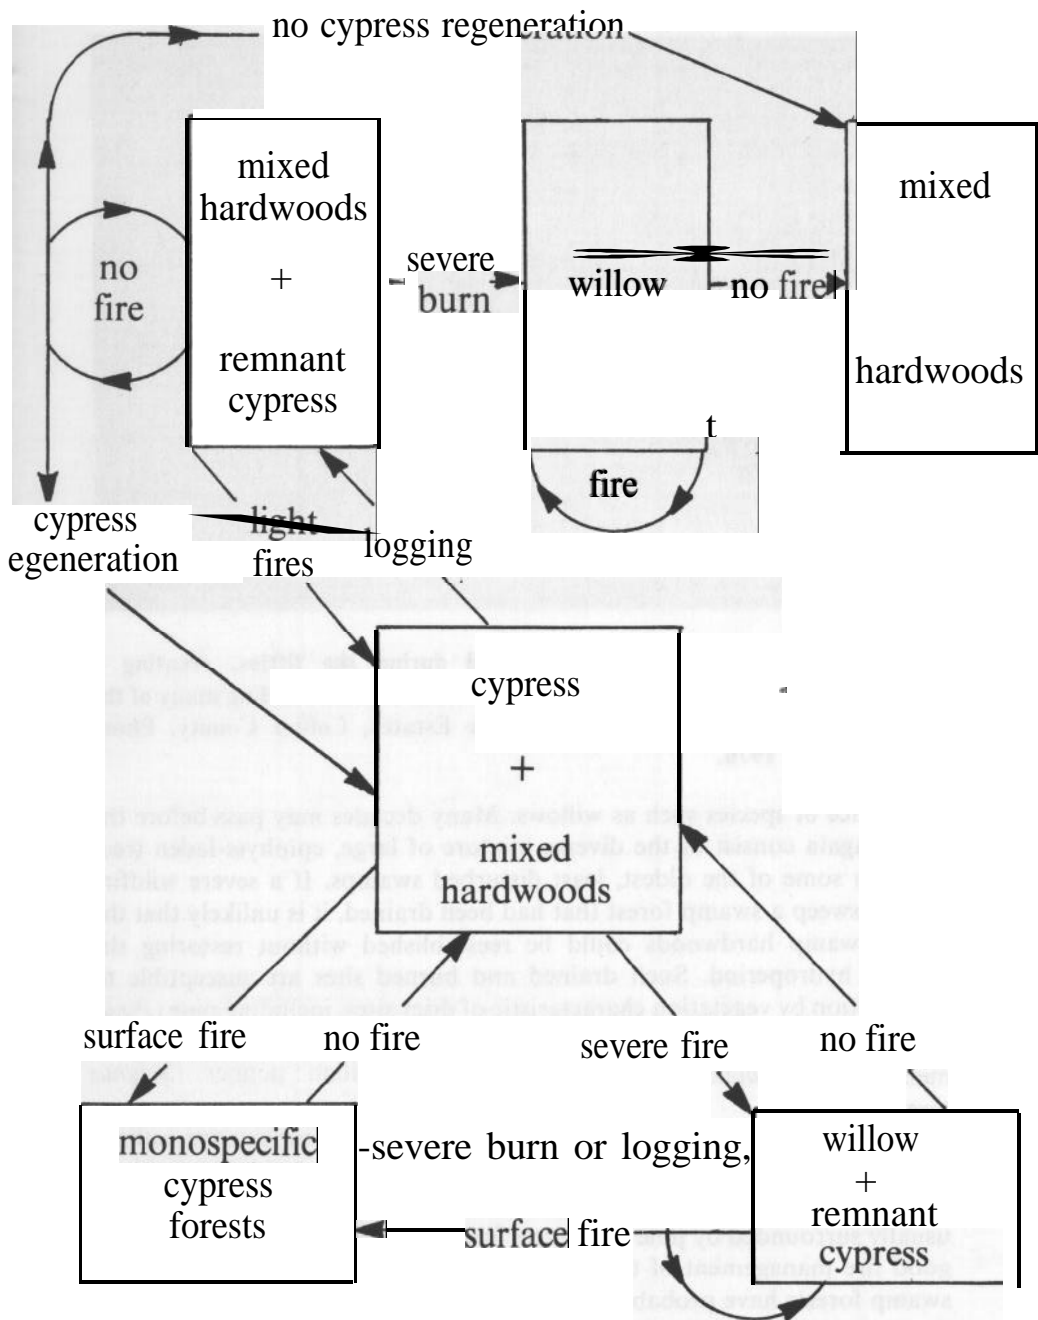 no cypress regeneration
mixed
hardwoods
+
remnant
cypress
no
fire
severe
burn
willow
no fire
mixed
hardwoods
t
fire
cypress
egeneration
light
fires
logging
cypress
+
mixed
hardwoods
surface fire
no fire
severe fire
no fire
monospecific
cypress
forests
-severe burn or logging,
surface fire
willow
+
remnant
cypress